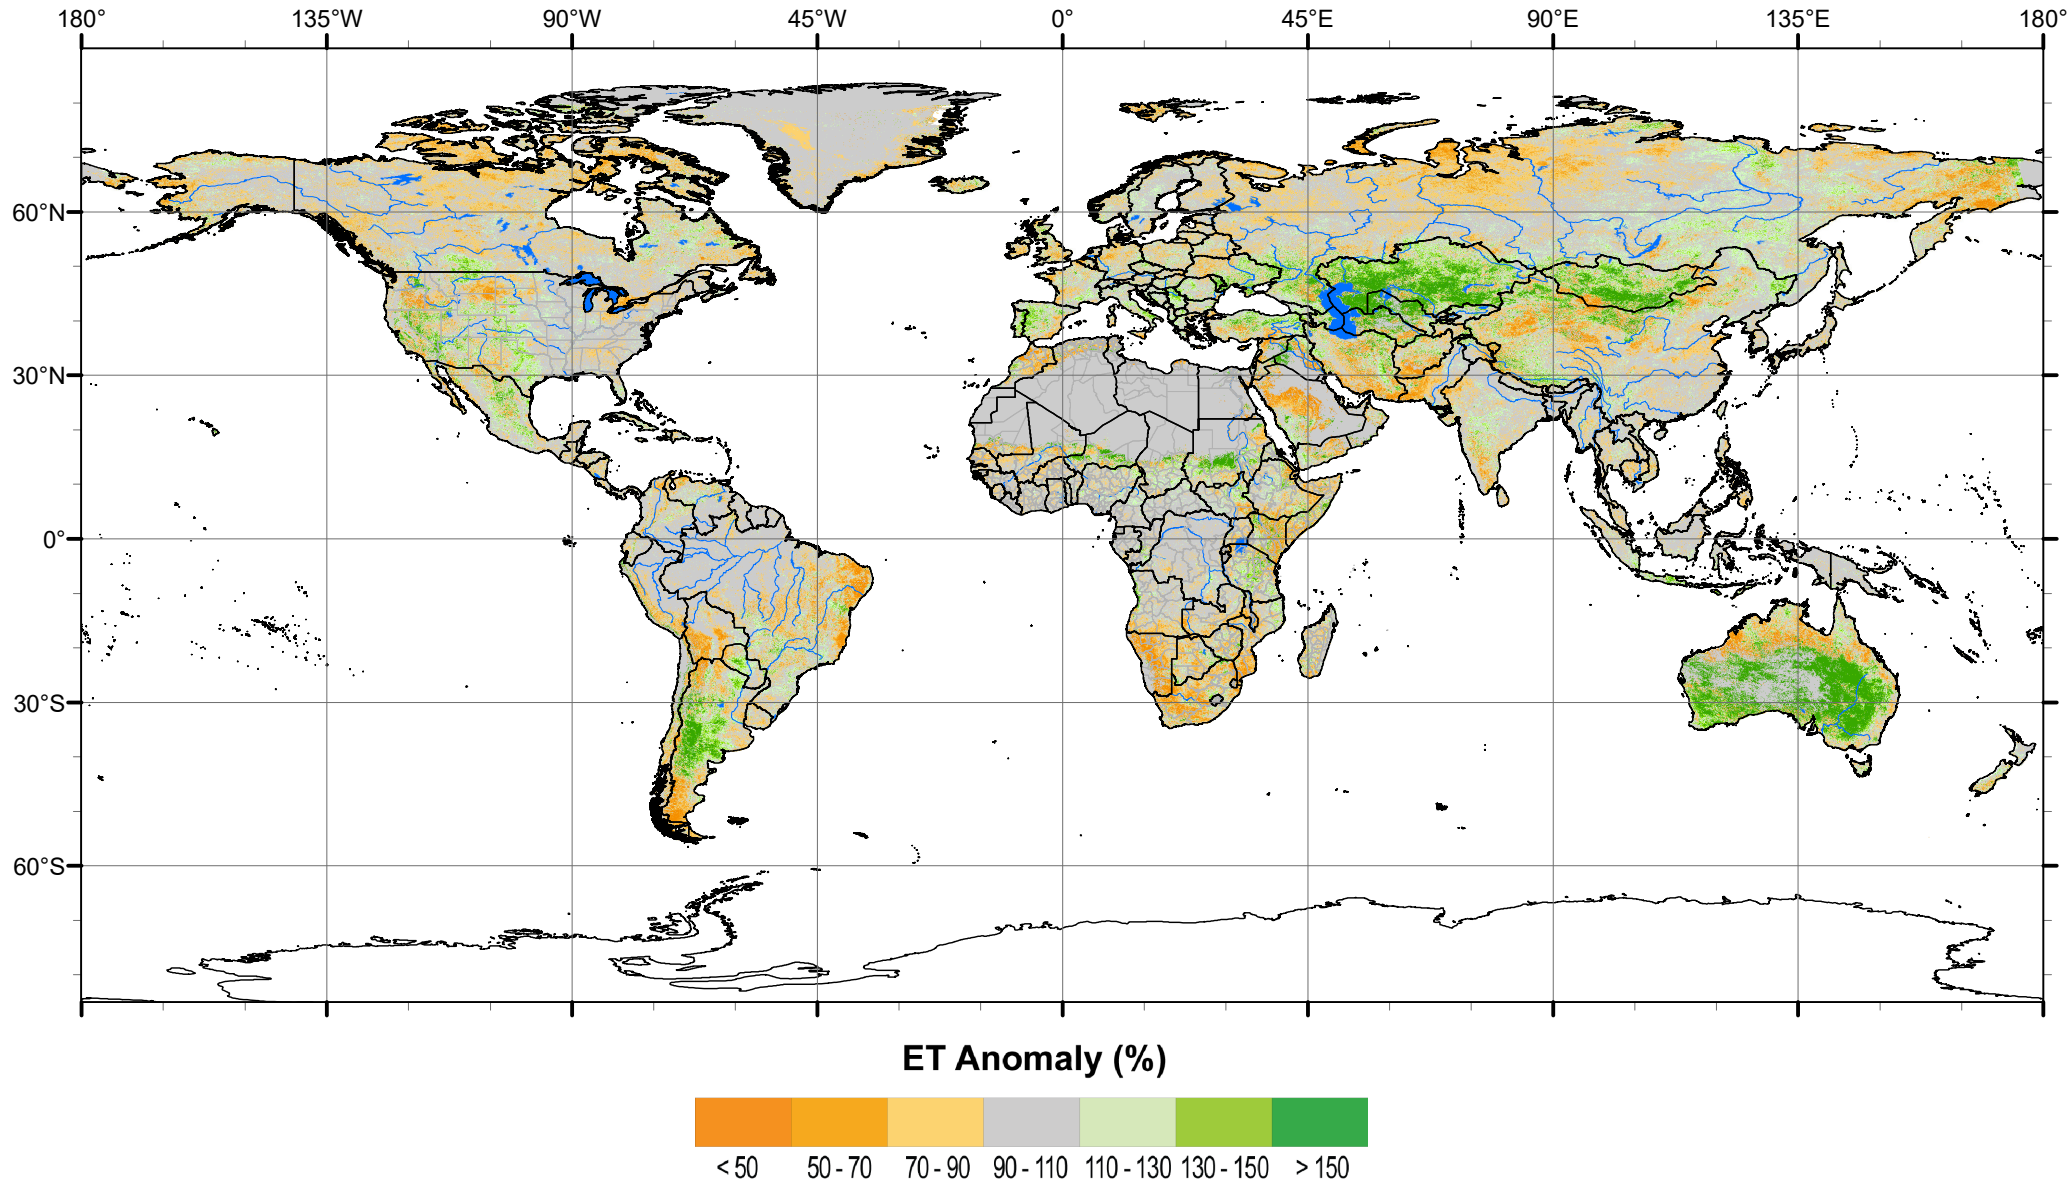 180° 135°W 90°W 45°W 0° 45°E 90°E 135°E 180°
60°N
30°N
0°
30°S
60°S
ET Anomaly (%)
< 50 50 - 70 70 - 90 90 - 110 110 - 130 130 - 150 > 150